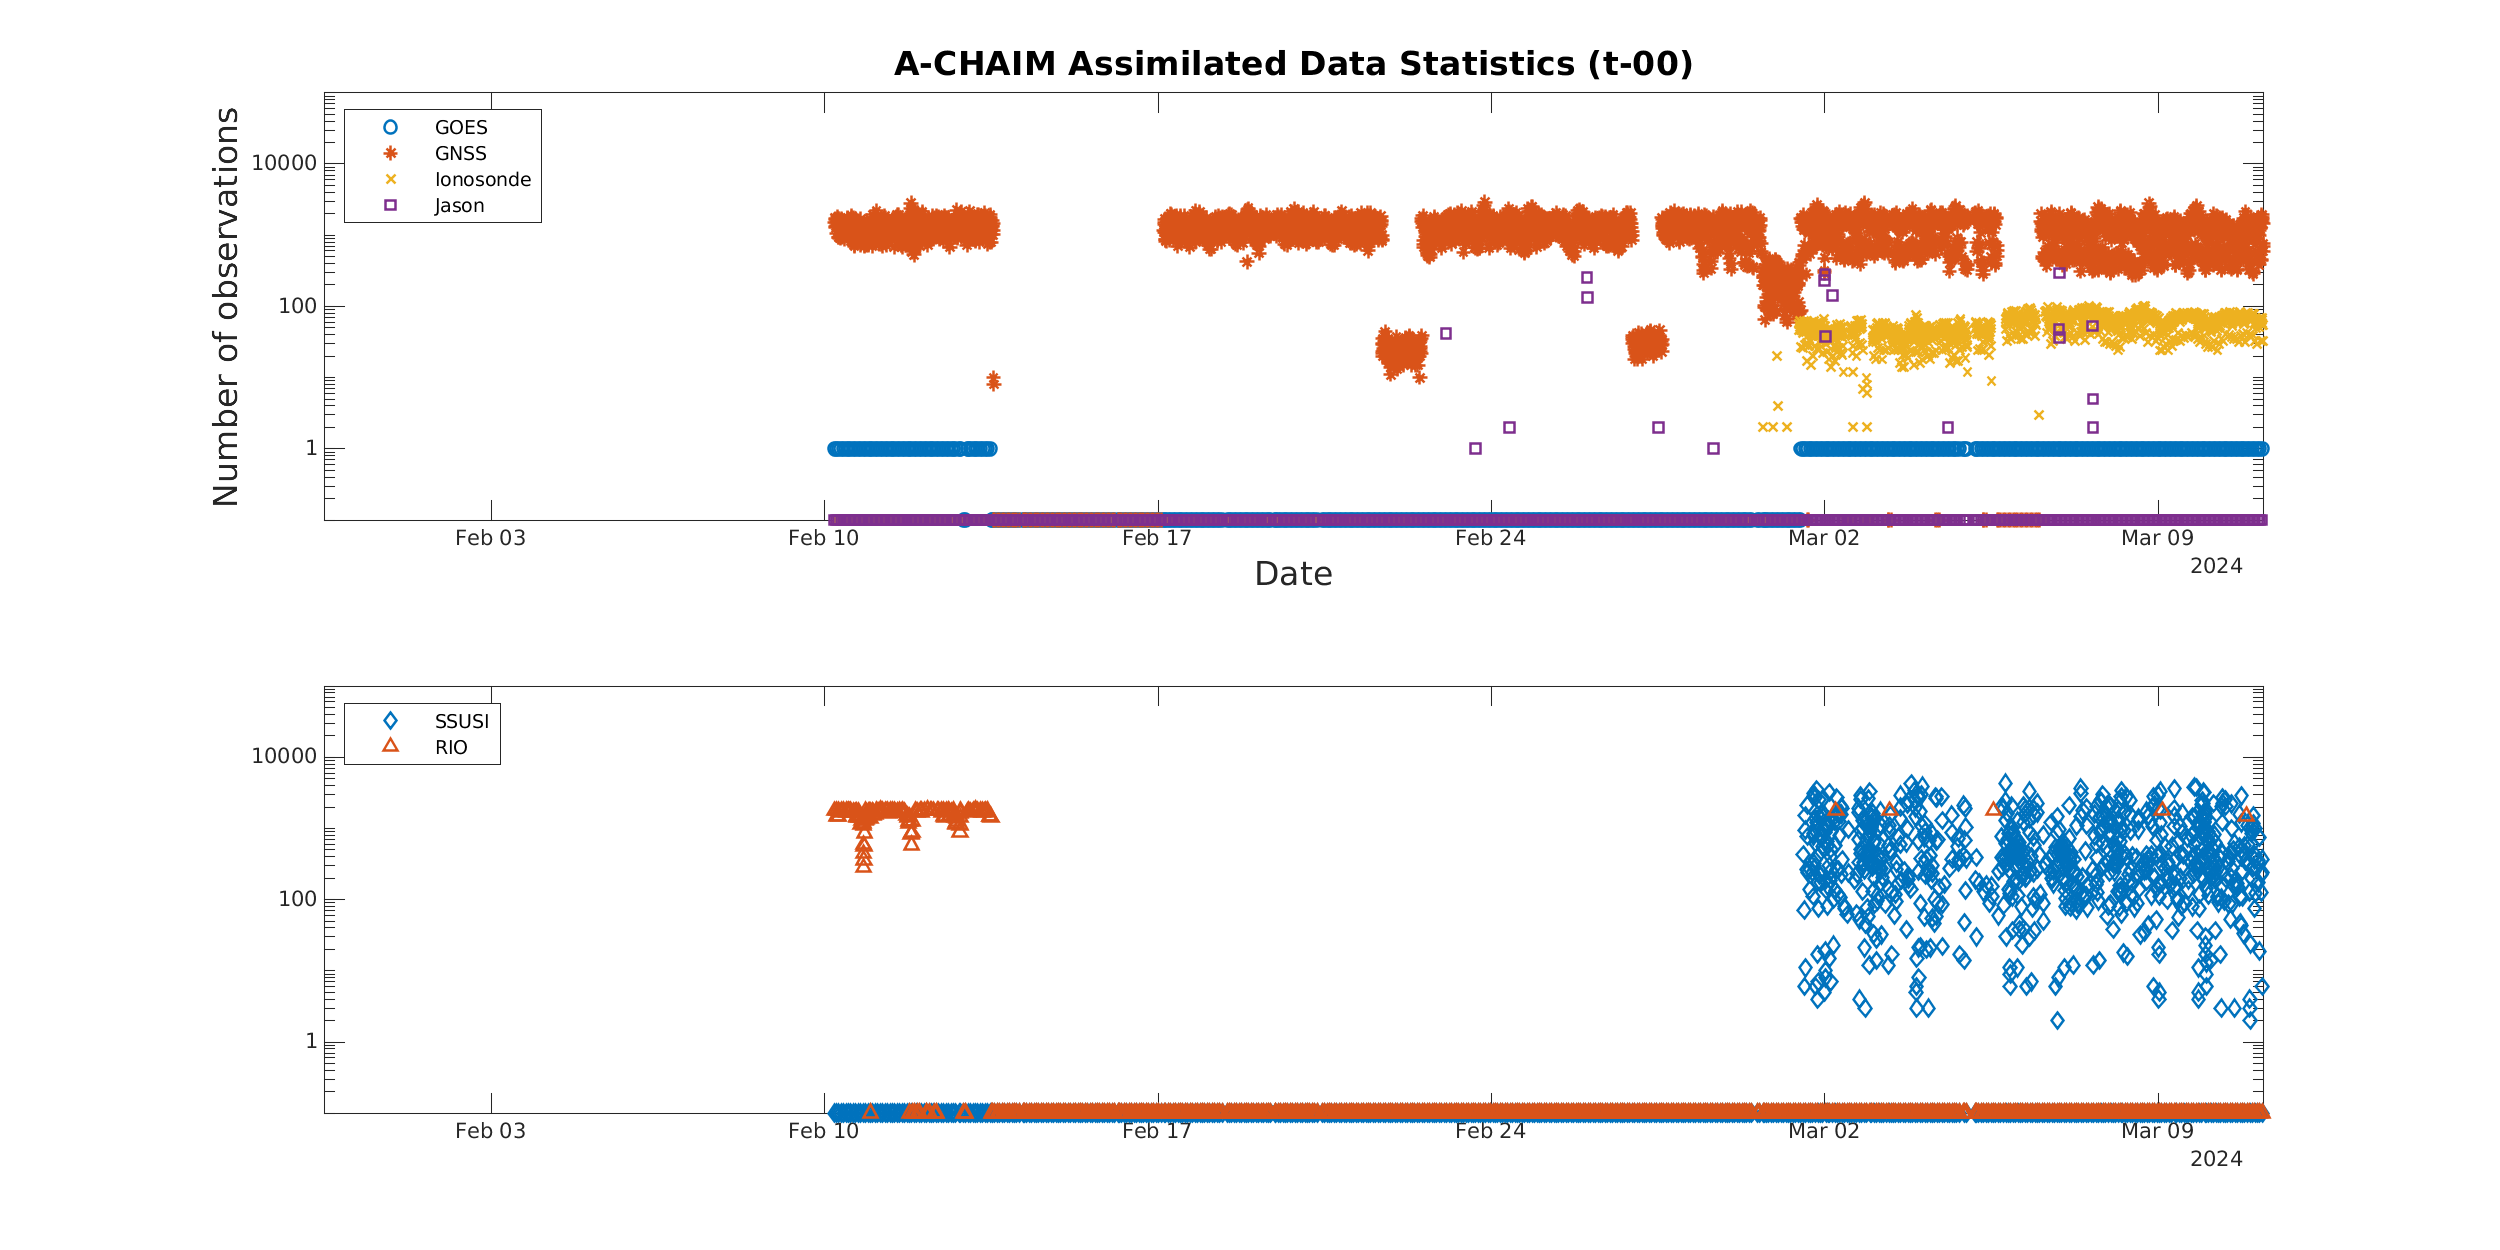 A-CHAIM Assimilated Data Statistics (t-00)
Number of observations
10000
100
1
GOES
GNSS
Ionosonde
Jason
Feb 03
Feb 10
Feb 17
Feb 24
Mar 02
Mar 09
2024
Date
10000
100
1
SSUSI
RIO
Feb 03
Feb 10
Feb 17
Feb 24
Mar 02
Mar 09
2024